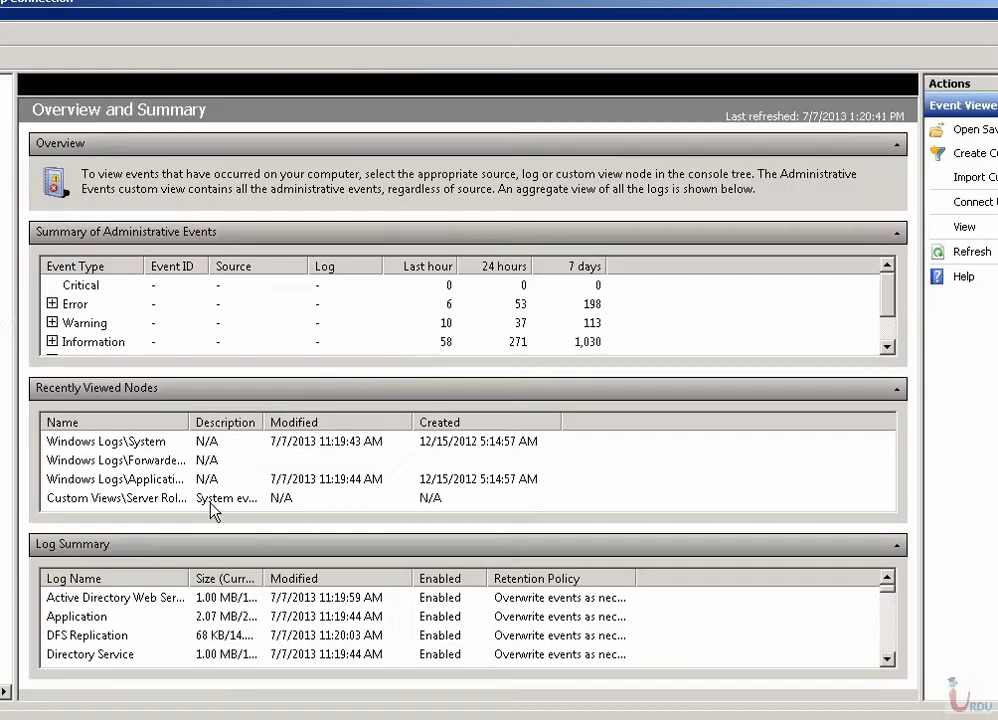 Overview and Summary
Last refreshed: 7/7/2013 1:20:41 PM
Overview
To view events that have occurred on your computer, select the appropriate source, log or custom view node in the console tree. The Administrative
Events custom view contains all the administrative events, regardless of source. An aggregate view of all the logs is shown below.
Summary of Administrative Events
Event Type Event ID Source Log Last hour 24 hours 7 days
Critical - - - 0 0 0
Error - - - 6 53 198
Warning - - - 10 37 113
Information - - - 58 271 1,030
Recently Viewed Nodes
Name Description Modified Created
Windows Logs\System N/A 7/7/2013 11:19:43 AM 12/15/2012 5:14:57 AM
Windows Logs\Forwarde... N/A
Windows Logs\Applicati... N/A 7/7/2013 11:19:44 AM 12/15/2012 5:14:57 AM
Custom Views\Server Rol... System ev... N/A N/A
Log Summary
Log Name Size (Curr... Modified Enabled Retention Policy
Active Directory Web Ser... 1.00 MB/1... 7/7/2013 11:19:59 AM Enabled Overwrite events as nec...
Application 2.07 MB/2... 7/7/2013 11:19:44 AM Enabled Overwrite events as nec...
DFS Replication 68 KB/14.... 7/7/2013 11:20:03 AM Enabled Overwrite events as nec...
Directory Service 1.00 MB/1... 7/7/2013 11:19:44 AM Enabled Overwrite events as nec...
Actions
Event Viewe
Open Sav
Create Cu
Import Cu
Connect
View
Refresh
Help
URDU